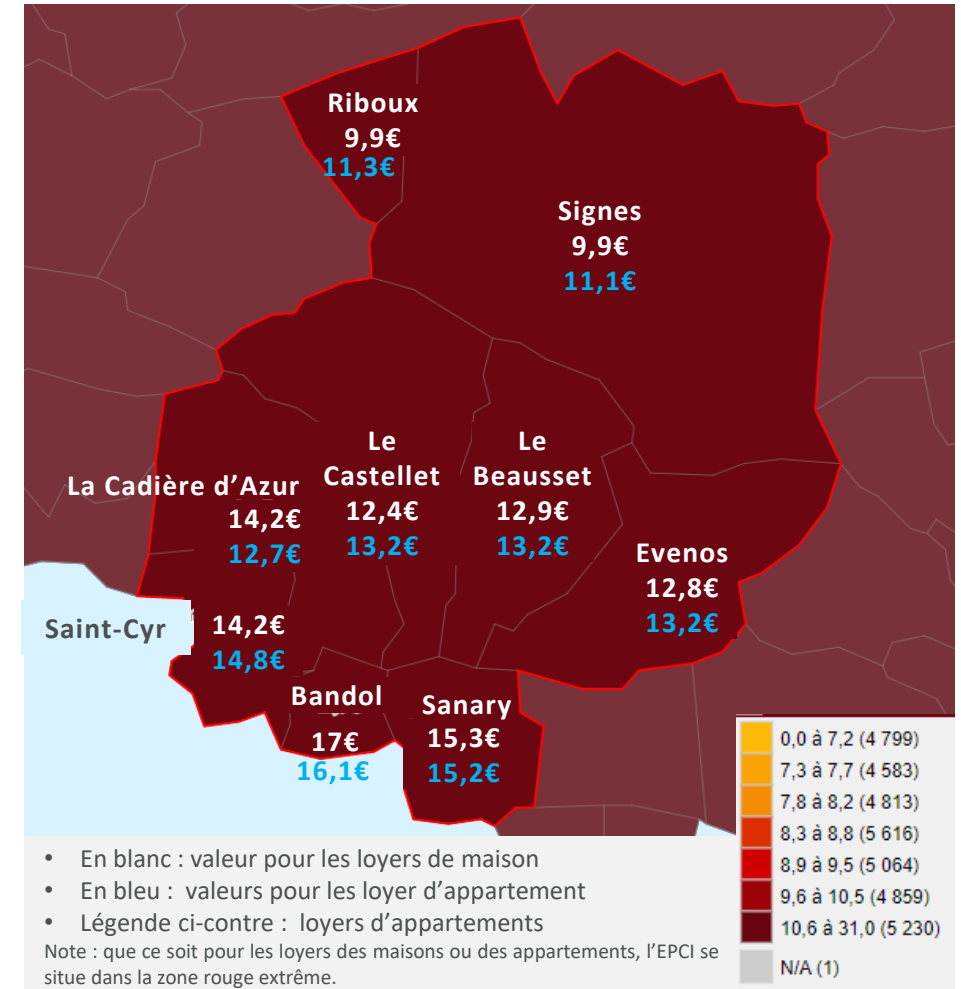 Riboux
9,9€
11,3€
Signes
9,9€
11,1€
La Cadière d’Azur
14,2€
12,7€
Le
Castellet
12,4€
13,2€
Le
Beausset
12,9€
13,2€
Evenos
12,8€
13,2€
Saint-Cyr
14,2€
14,8€
Bandol
17€
16,1€
Sanary
15,3€
15,2€
• En blanc : valeur pour les loyers de maison
• En bleu : valeurs pour les loyer d’appartement
• Légende ci-contre : loyers d’appartements
Note : que ce soit pour les loyers des maisons ou des appartements, l’EPCI se
situe dans la zone rouge extrême.
0,0 à 7,2 (4 799)
7,3 à 7,7 (4 583)
7,8 à 8,2 (4 813)
8,3 à 8,8 (5 616)
8,9 à 9,5 (5 064)
9,6 à 10,5 (4 859)
10,6 à 31,0 (5 230)
N/A (1)